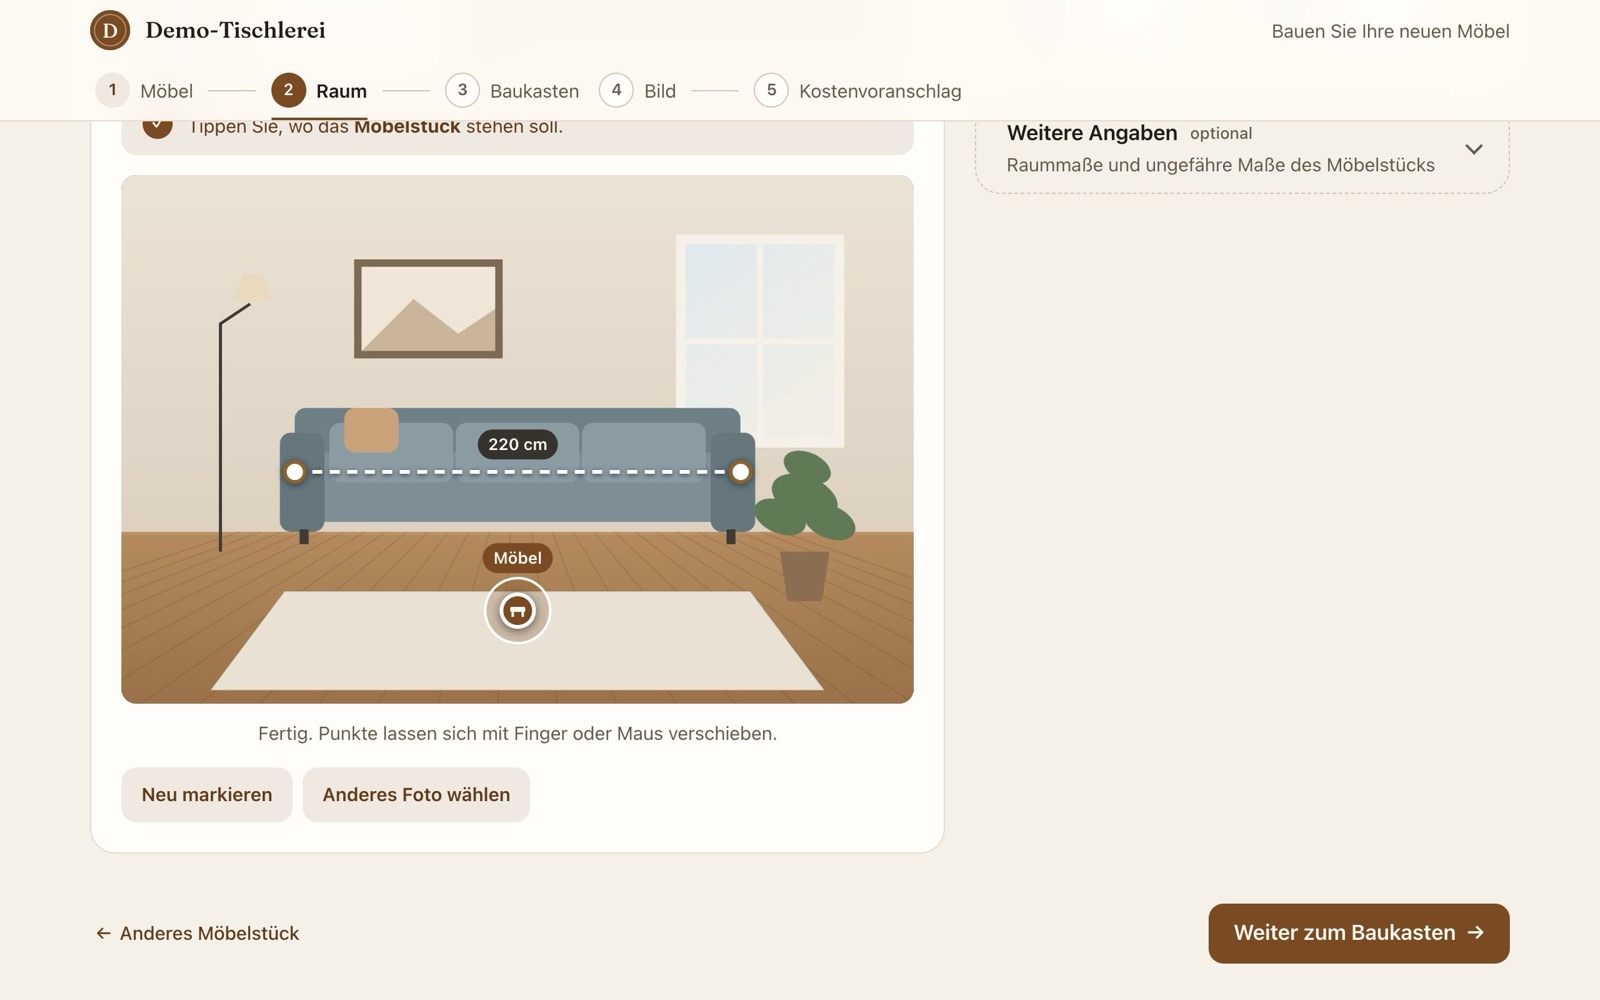 D Demo-Tischlerei
Bauen Sie Ihre neuen Möbel
1 Möbel 2 Raum 3 Baukasten 4 Bild 5 Kostenvoranschlag
Tippen Sie, wo das Möbelstück stehen soll.
Weitere Angaben optional
Raummaße und ungefähre Maße des Möbelstücks
220 cm
Möbel
Fertig. Punkte lassen sich mit Finger oder Maus verschieben.
Neu markieren
Anderes Foto wählen
← Anderes Möbelstück
Weiter zum Baukasten →